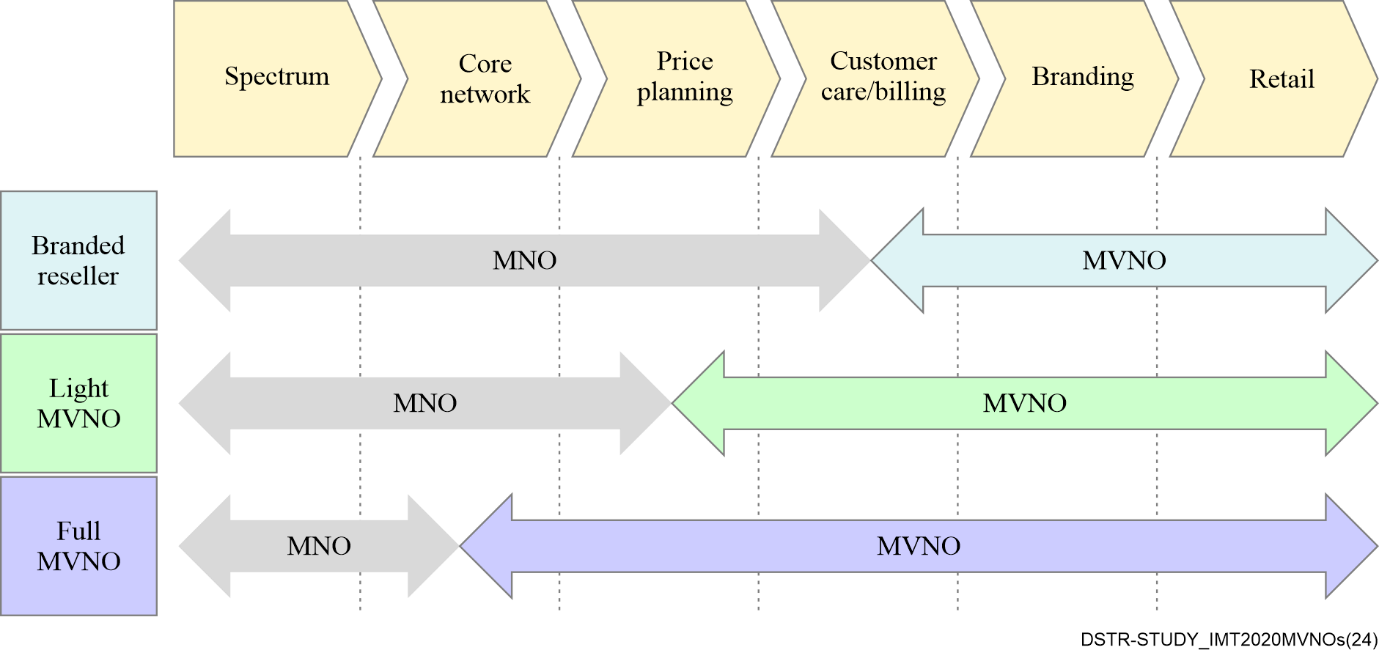 Spectrum
Core
network
Price
planning
Customer
care/billing
Branding
Retail
Branded
reseller
MNO
MVNO
Light
MVNO
MNO
MVNO
Full
MVNO
MNO
MVNO
DSTR-STUDY_IMT2020MVNOs(24)